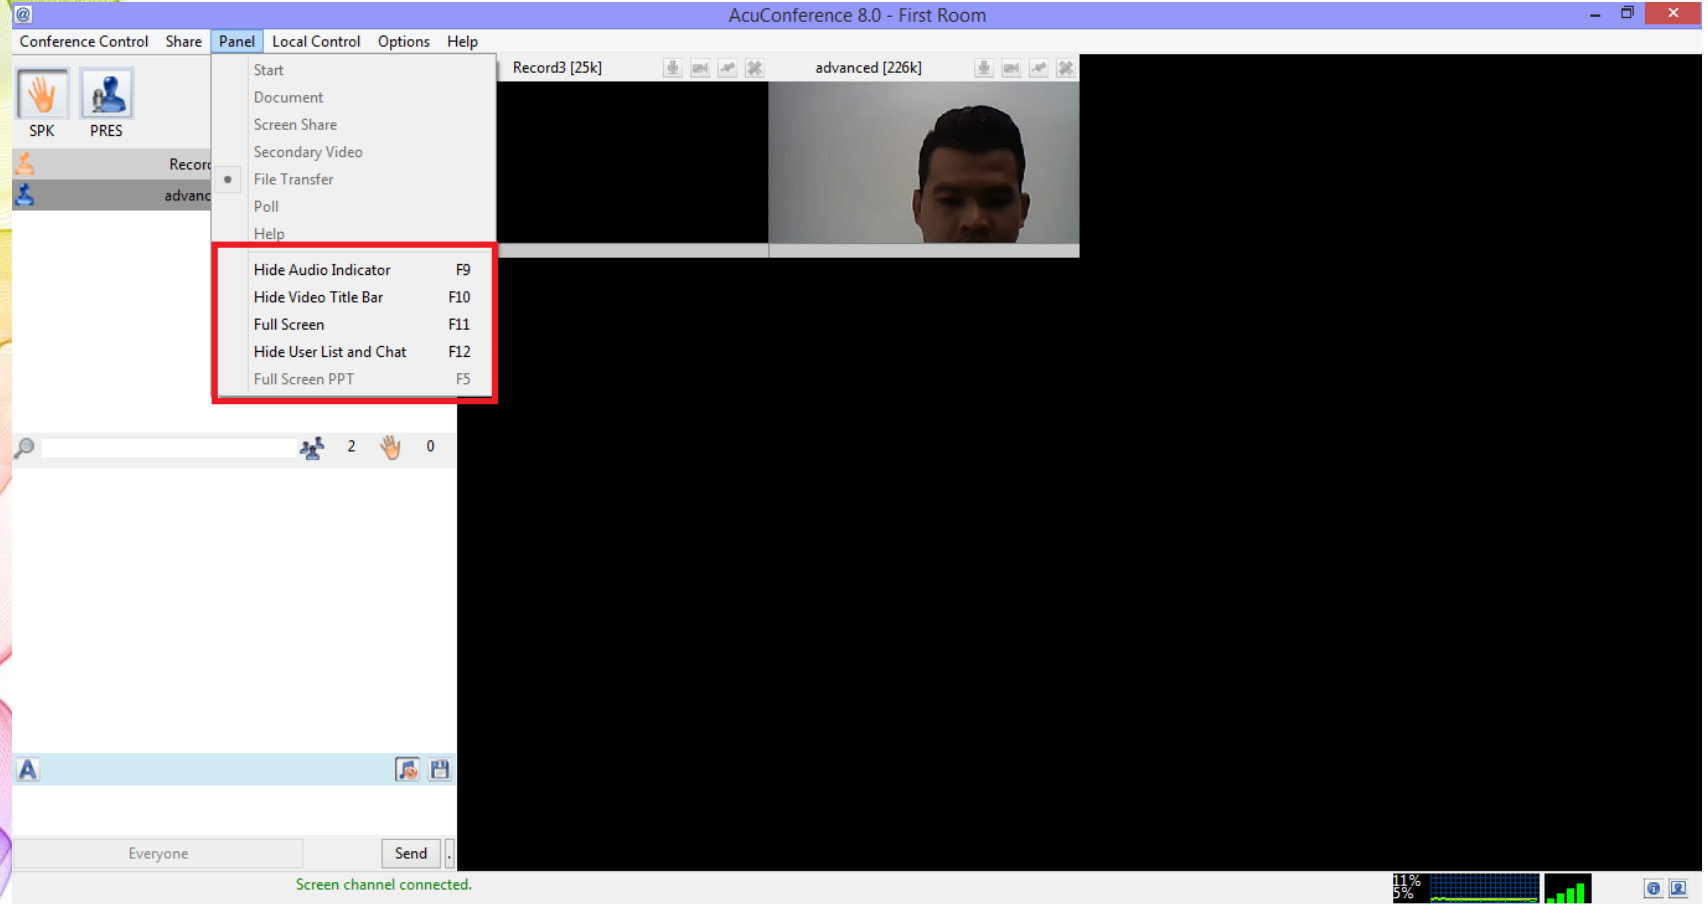 AcuConference 8.0 - First Room
Conference Control Share Panel Local Control Options Help
Start
Document
Screen Share
Secondary Video
File Transfer
Poll
Help
Hide Audio Indicator F9
Hide Video Title Bar F10
Full Screen F11
Hide User List and Chat F12
Full Screen PPT F5
SPK PRES
Record3 [25k]
advanced [226k]
Recor
advanc
2 0
A
Everyone Send .
Screen channel connected.
11%
5%